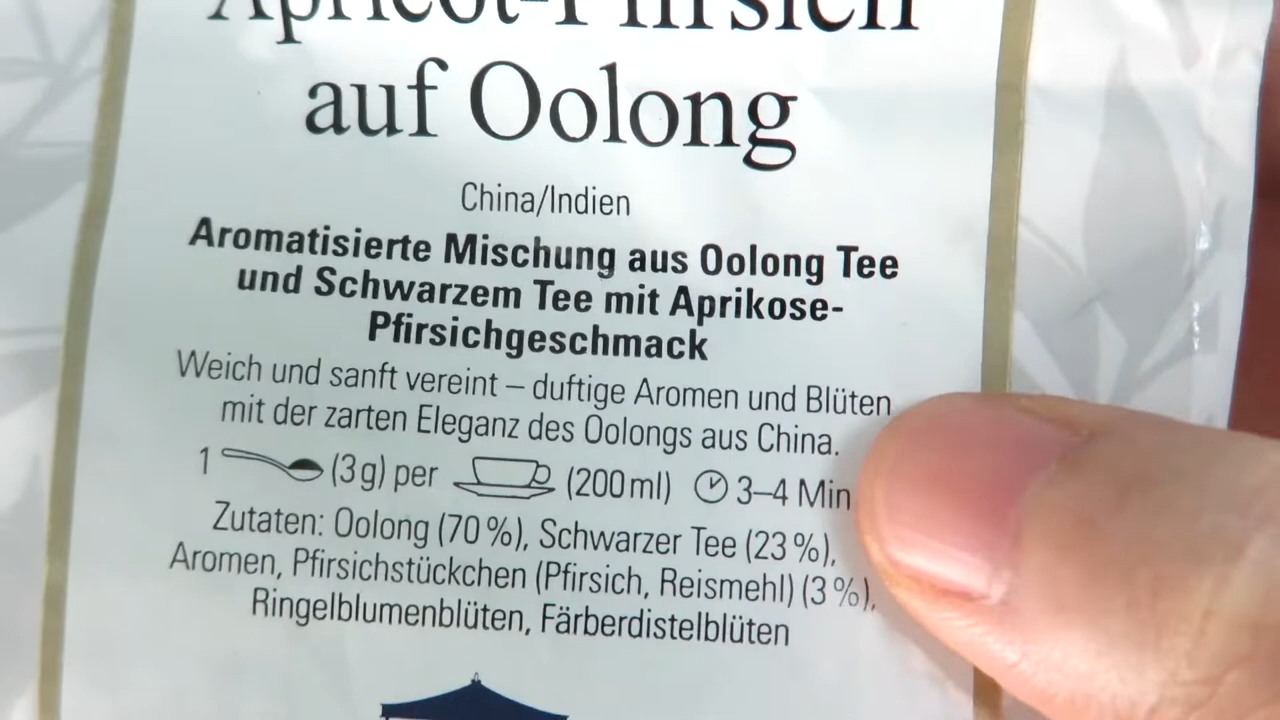 Apricot-Pfirsich
auf Oolong
China/Indien
Aromatisierte Mischung aus Oolong Tee
und Schwarzem Tee mit Aprikose-
Pfirsichgeschmack
Weich und sanft vereint – duftige Aromen und Blüten
mit der zarten Eleganz des Oolongs aus China.
1 (3g) per (200ml) 3–4 Min
Zutaten: Oolong (70%), Schwarzer Tee (23%),
Aromen, Pfirsichstückchen (Pfirsich, Reismehl) (3%),
Ringelblumenblüten, Färberdistelblüten